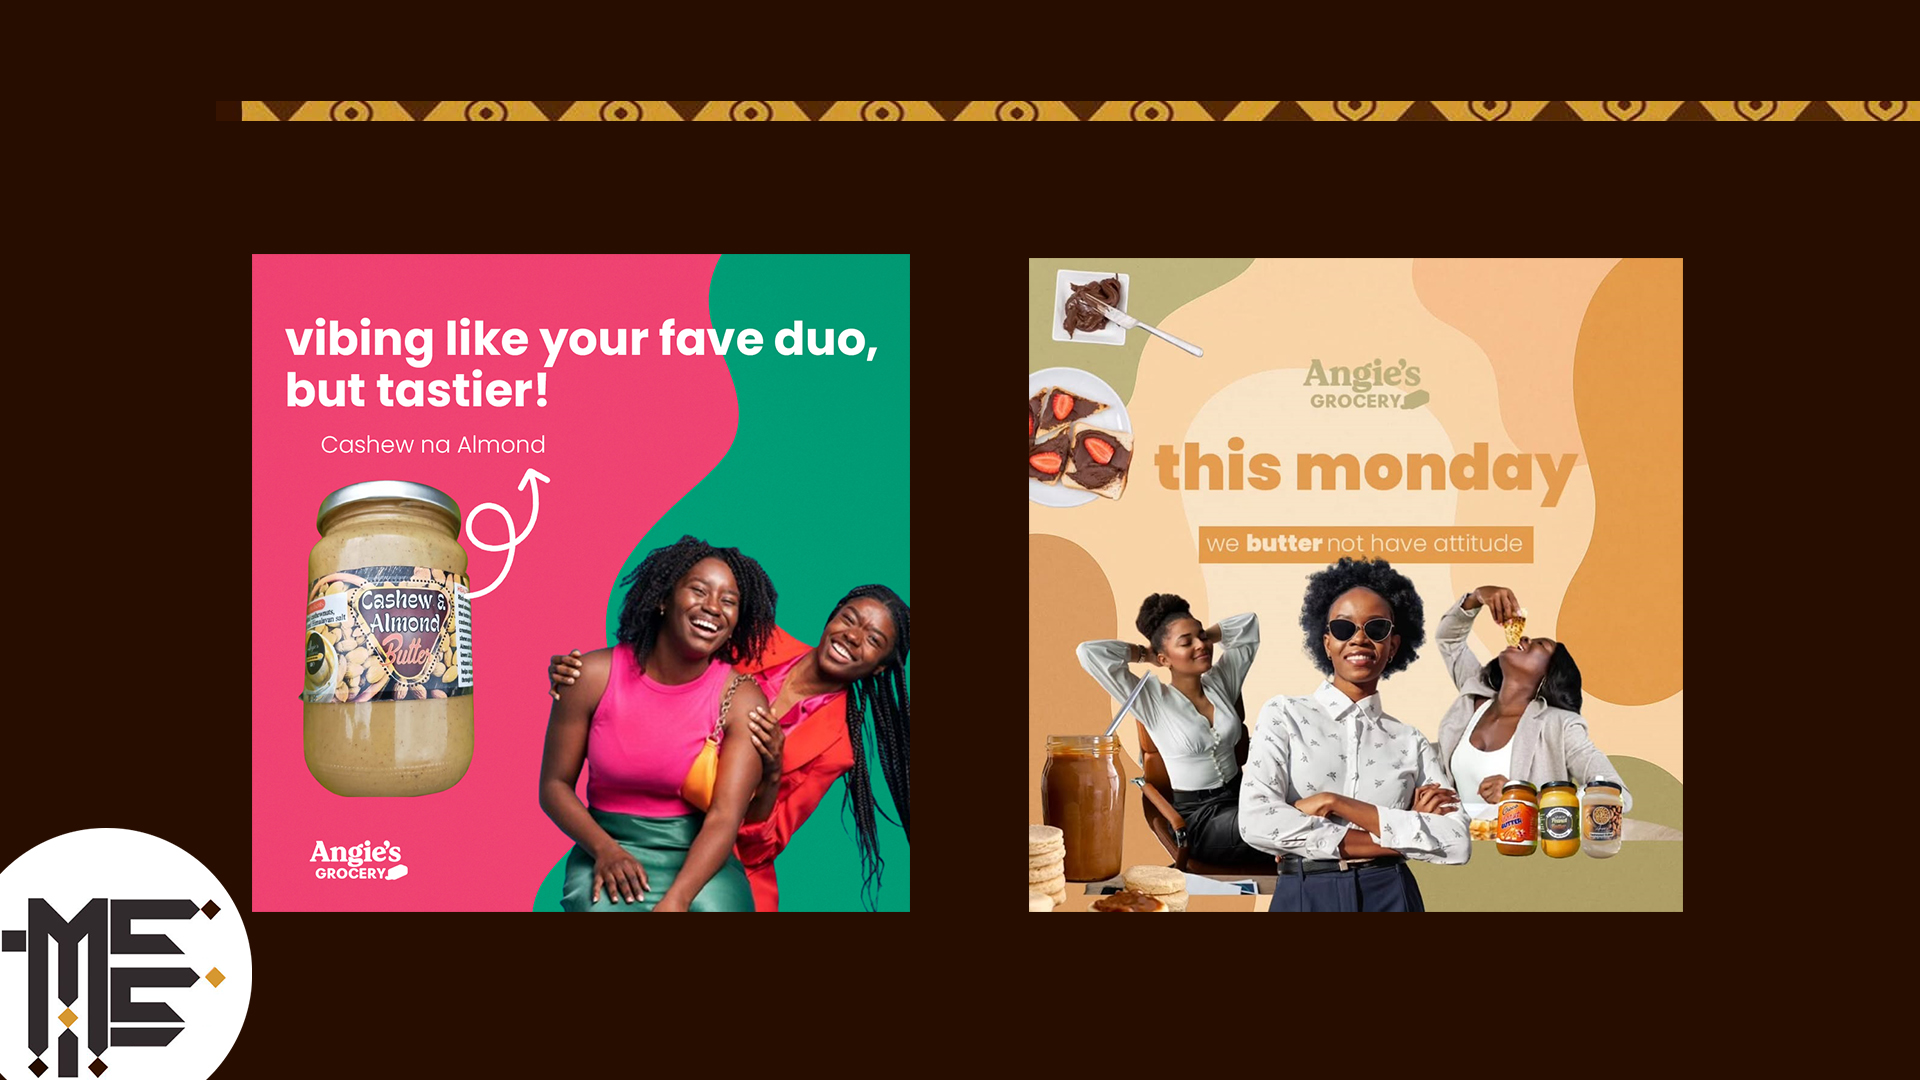 vibing like your fave duo,
but tastier!
Cashew na Almond
Cashew &
Almond
Butter
Angie's
GROCERY
Angie's
GROCERY
this monday
we butter not have attitude
BUTTER